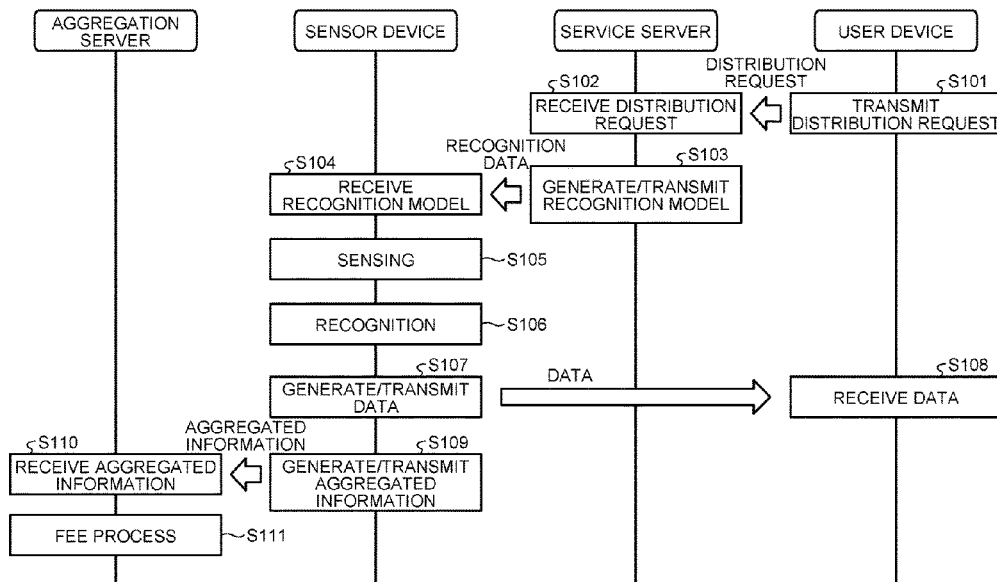 AGGREGATION
SERVER
SENSOR DEVICE
SERVICE SERVER
USER DEVICE
DISTRIBUTION
REQUEST
S102
S101
RECEIVE DISTRIBUTION
REQUEST
TRANSMIT
DISTRIBUTION REQUEST
RECOGNITION
DATA
S104
S103
RECEIVE
RECOGNITION MODEL
GENERATE/TRANSMIT
RECOGNITION MODEL
SENSING
S105
RECOGNITION
S106
S107
DATA
S108
GENERATE/TRANSMIT
DATA
RECEIVE DATA
AGGREGATED
INFORMATION
S110
S109
RECEIVE AGGREGATED
INFORMATION
GENERATE/TRANSMIT
AGGREGATED
INFORMATION
FEE PROCESS
S111